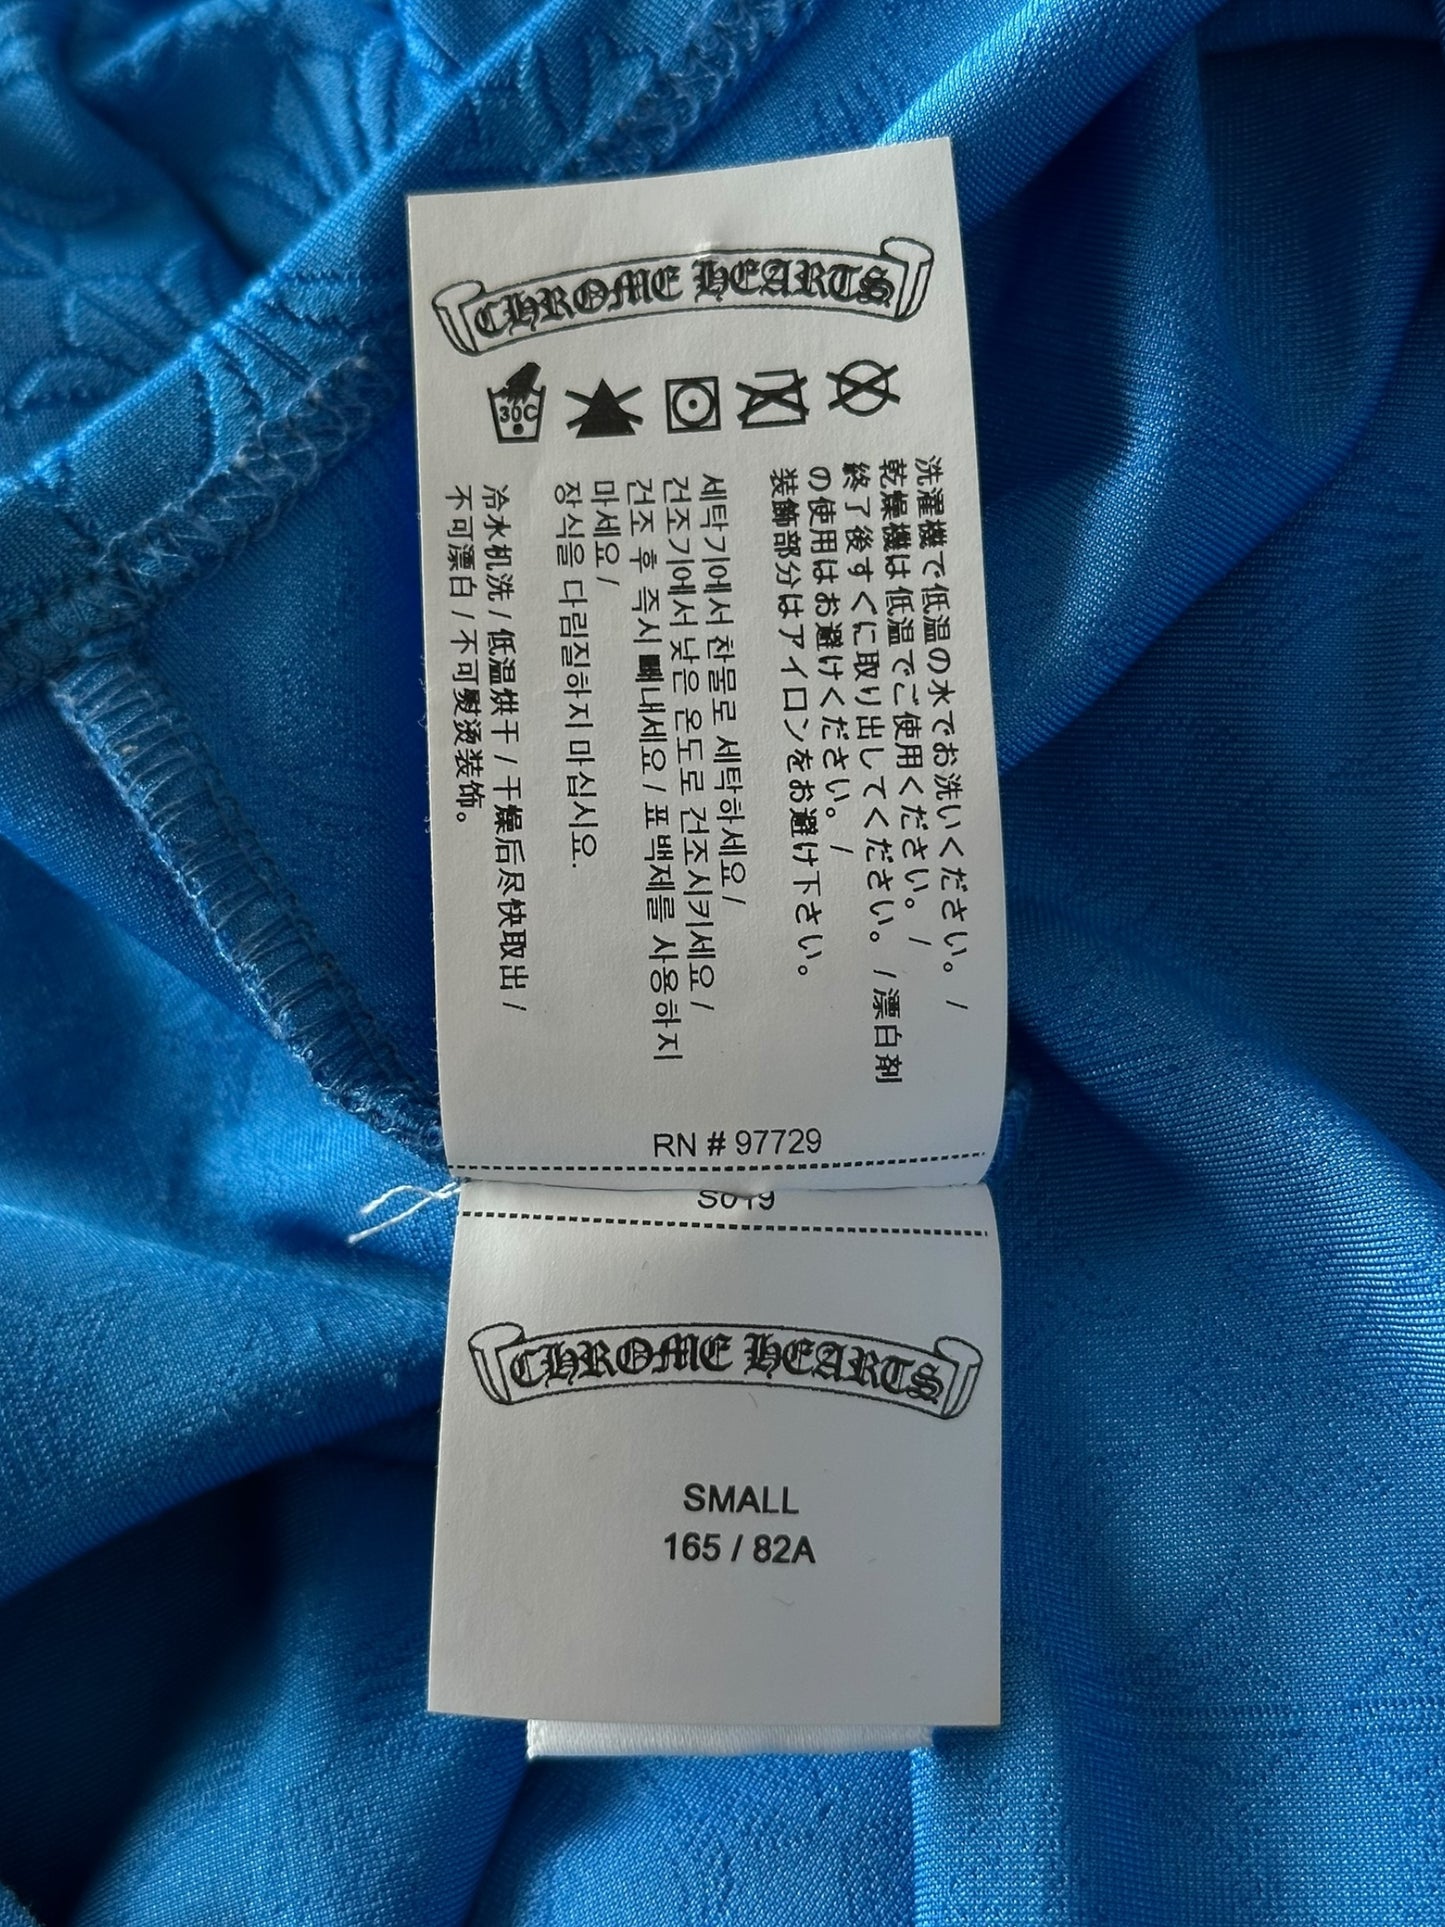 CHROME HEARTS
30C
洗濯機で低温の水でお洗いください。 /
乾燥機は低温でご使用ください。 /
終了後すぐに取り出してください。 / 漂白剤
の使用はお避けください。 /
装飾部分はアイロンをお避け下さい。
세탁기에서 찬물로 세탁하세요 /
건조기에서 낮은 온도로 건조시키세요 /
건조 후 즉시 빼내세요 / 표백제를 사용하지
마세요 /
장식을 다림질하지 마십시요.
冷水机洗 / 低温烘干 / 干燥后尽快取出 /
不可漂白 / 不可熨烫装饰。
RN # 97729
CHROME HEARTS
SMALL
165 / 82A